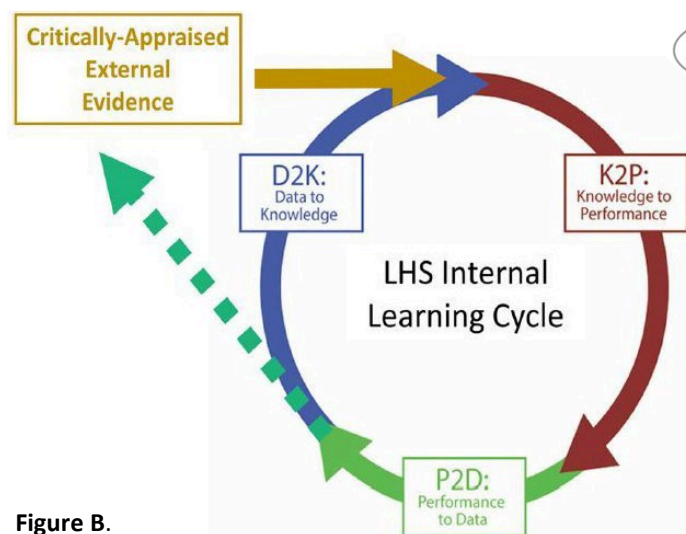 Critically-Appraised
External
Evidence
D2K:
Data to
Knowledge
K2P:
Knowledge to
Performance
LHS Internal
Learning Cycle
P2D:
Performance
to Data
Figure B.